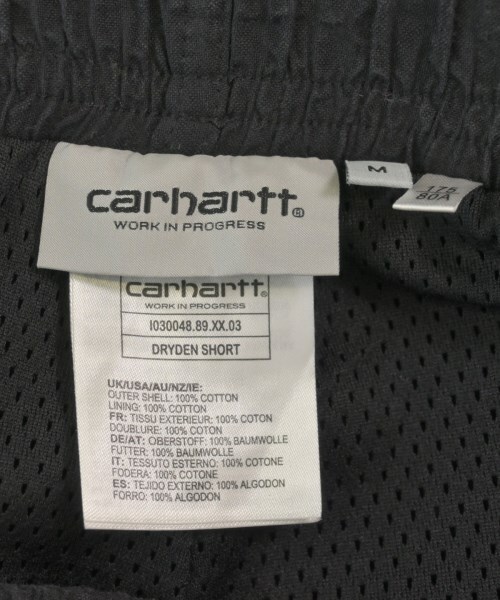 carhartt
WORK IN PROGRESS
M
175
80A
carhartt
WORK IN PROGRESS
I030048.89.XX.03
DRYDEN SHORT
UK/USA/AU/NZ/IE:
OUTER SHELL: 100% COTTON
LINING: 100% COTTON
FR: TISSU EXTERIEUR: 100% COTON
DOUBLURE: 100% COTON
DE/AT: OBERSTOFF: 100% BAUMWOLLE
FUTTER: 100% BAUMWOLLE
IT: TESSUTO ESTERNO: 100% COTONE
FODERA: 100% COTONE
ES: TEJIDO EXTERNO: 100% ALGODON
FORRO: 100% ALGODON